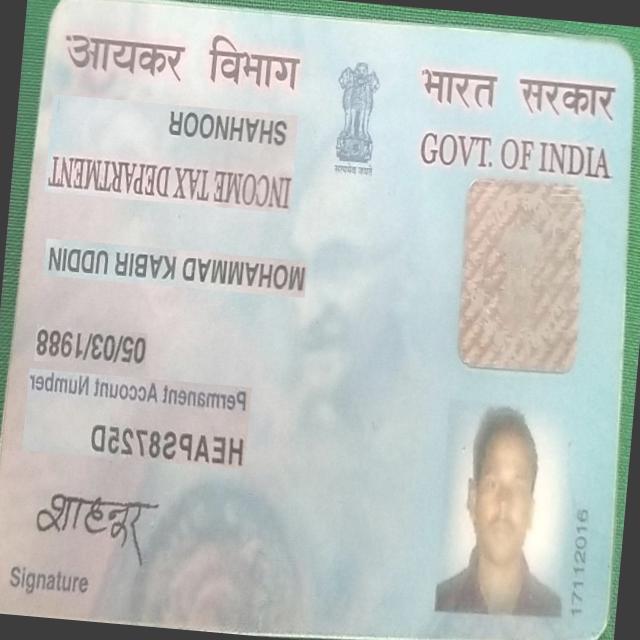 आयकर विभाग
भारत सरकार
SHAHNOOR
GOVT. OF INDIA
INCOME TAX DEPARTMENT
सत्यमेव जयते
MOHAMMAD KABIR UDDIN
05/03/1988
Permanent Account Number
HEAPS8725D
शाहनूर
Signature
17112016